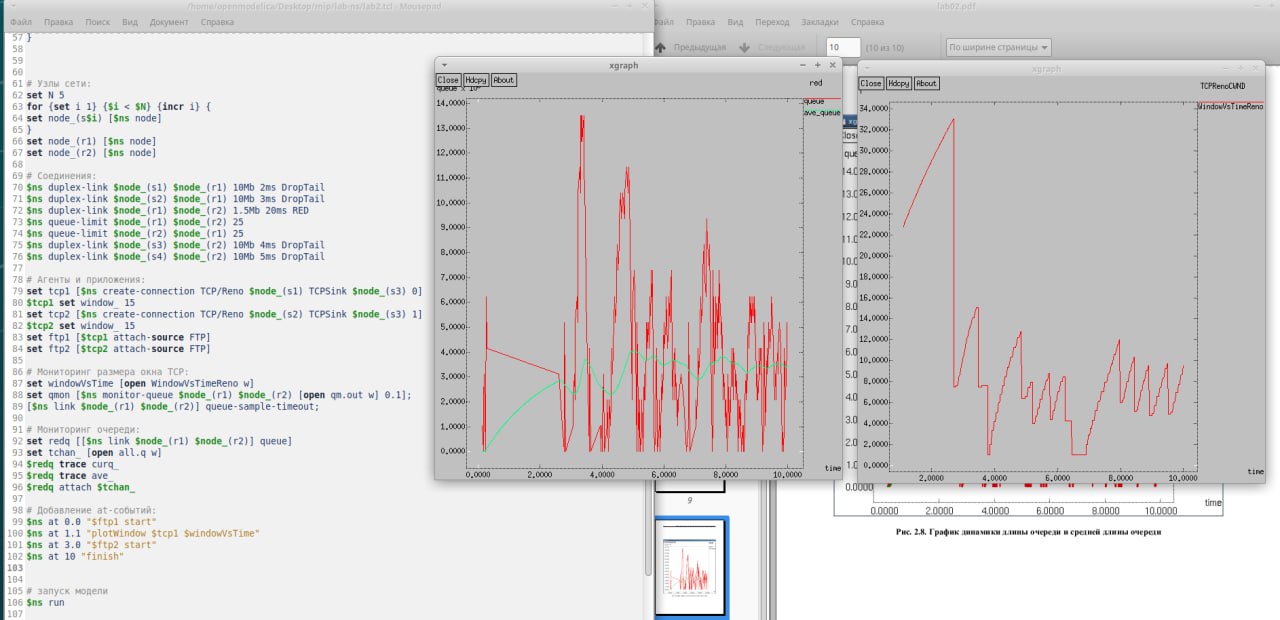 /home/openmodelica/Desktop/mip/lab-ns/lab2.tcl - Mousepad
Файл Правка Поиск Вид Документ Справка
57 }
58
59
60
61 # Узлы сети:
62 set N 5
63 for {set i 1} {$i < $N} {incr i} {
64 set node_(s$i) [$ns node]
65 }
66 set node_(r1) [$ns node]
67 set node_(r2) [$ns node]
68
69 # Соединения:
70 $ns duplex-link $node_(s1) $node_(r1) 10Mb 2ms DropTail
71 $ns duplex-link $node_(s2) $node_(r1) 10Mb 3ms DropTail
72 $ns duplex-link $node_(r1) $node_(r2) 1.5Mb 20ms RED
73 $ns queue-limit $node_(r1) $node_(r2) 25
74 $ns queue-limit $node_(r2) $node_(r1) 25
75 $ns duplex-link $node_(s3) $node_(r2) 10Mb 4ms DropTail
76 $ns duplex-link $node_(s4) $node_(r2) 10Mb 5ms DropTail
77
78 # Агенты и приложения:
79 set tcp1 [$ns create-connection TCP/Reno $node_(s1) TCPSink $node_(s3) 0]
80 $tcp1 set window_ 15
81 set tcp2 [$ns create-connection TCP/Reno $node_(s2) TCPSink $node_(s3) 1]
82 $tcp2 set window_ 15
83 set ftp1 [$tcp1 attach-source FTP]
84 set ftp2 [$tcp2 attach-source FTP]
85
86 # Мониторинг размера окна TCP:
87 set windowVsTime [open WindowVsTimeReno w]
88 set qmon [$ns monitor-queue $node_(r1) $node_(r2) [open qm.out w] 0.1];
89 [$ns link $node_(r1) $node_(r2)] queue-sample-timeout;
90
91 # Мониторинг очереди:
92 set redq [[$ns link $node_(r1) $node_(r2)] queue]
93 set tchan_ [open all.q w]
94 $redq trace curq_
95 $redq trace ave_
96 $redq attach $tchan_
97
98 # Добавление at-событий:
99 $ns at 0.0 "$ftp1 start"
100 $ns at 1.1 "plotWindow $tcp1 $windowVsTime"
101 $ns at 3.0 "$ftp2 start"
102 $ns at 10 "finish"
103
104
105 # запуск модели
106 $ns run
107
lab02.pdf
Файл Правка Вид Переход Закладки Справка
Предыдущая Следующая 10 (10 из 10) По ширине страницы
xgraph
Close Hdcpy About
red
queue
ave_queue
14,0000
13,0000
12,0000
11,0000
10,0000
9,0000
8,0000
7,0000
6,0000
5,0000
4,0000
3,0000
2,0000
1,0000
0,0000
0,0000 2,0000 4,0000 6,0000 8,0000 10,0000
time
xgraph
Close Hdcpy About
TCPRenoCWND
WindowVsTimeReno
34,0000
32,0000
30,0000
28,0000
26,0000
24,0000
22,0000
20,0000
18,0000
16,0000
14,0000
12,0000
10,0000
8,0000
6,0000
4,0000
2,0000
0,0000
2,0000 4,0000 6,0000 8,0000 10,0000
time
0.0000
0.0000 2.0000 4.0000 6.0000 8.0000 10.0000
time
9
Рис. 2.8. График динамики длины очереди и средней длины очереди